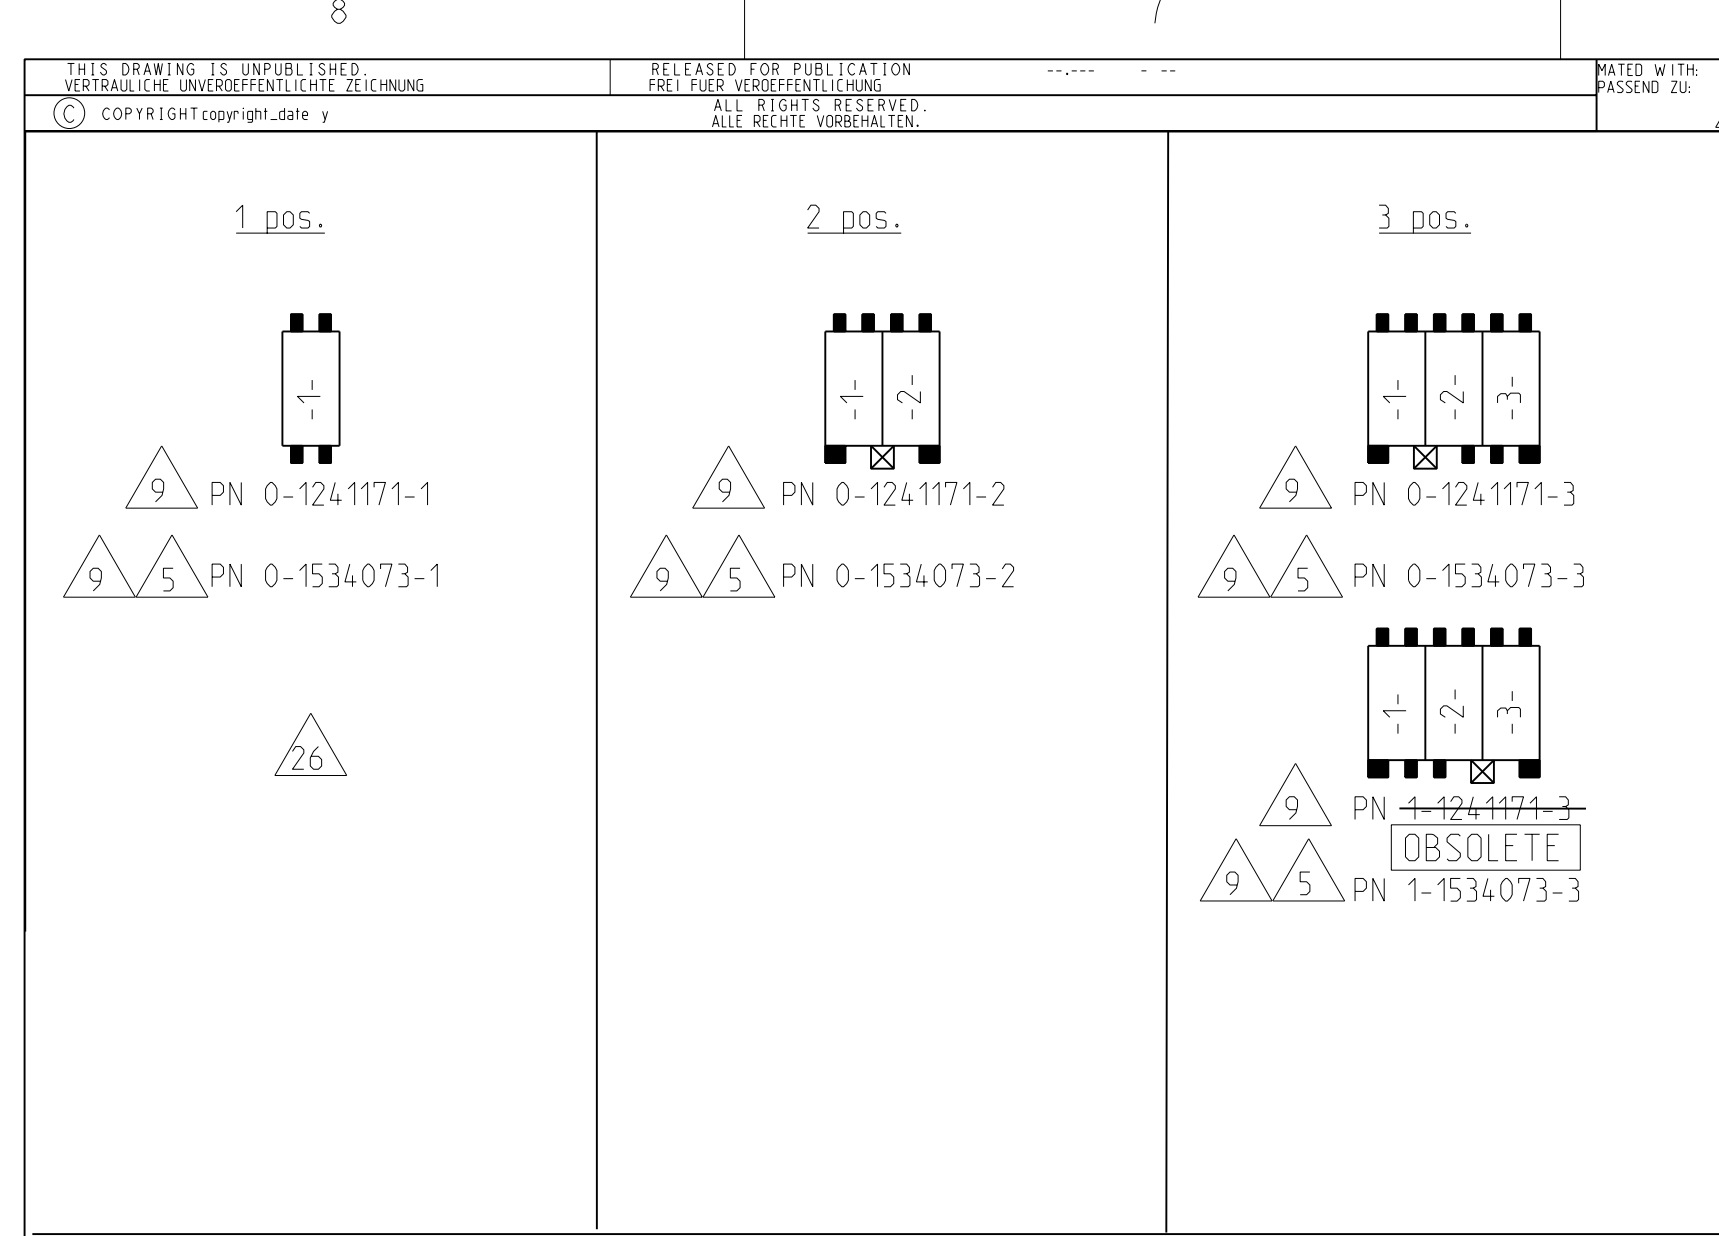 8 7
THIS DRAWING IS UNPUBLISHED.
VERTRAULICHE UNVEROEFFENTLICHTE ZEICHNUNG
RELEASED FOR PUBLICATION --.--- - --
FREI FUER VEROEFFENTLICHUNG
MATED WITH:
PASSEND ZU:
C COPYRIGHT copyright_date y
ALL RIGHTS RESERVED.
ALLE RECHTE VORBEHALTEN.
1 pos.
-1-
9 PN 0-1241171-1
9 5 PN 0-1534073-1
26
2 pos.
-1- -2-
9 PN 0-1241171-2
9 5 PN 0-1534073-2
3 pos.
-1- -2- -3-
9 PN 0-1241171-3
9 5 PN 0-1534073-3
-1- -2- -3-
9 PN 1-1241171-3
OBSOLETE
9 5 PN 1-1534073-3